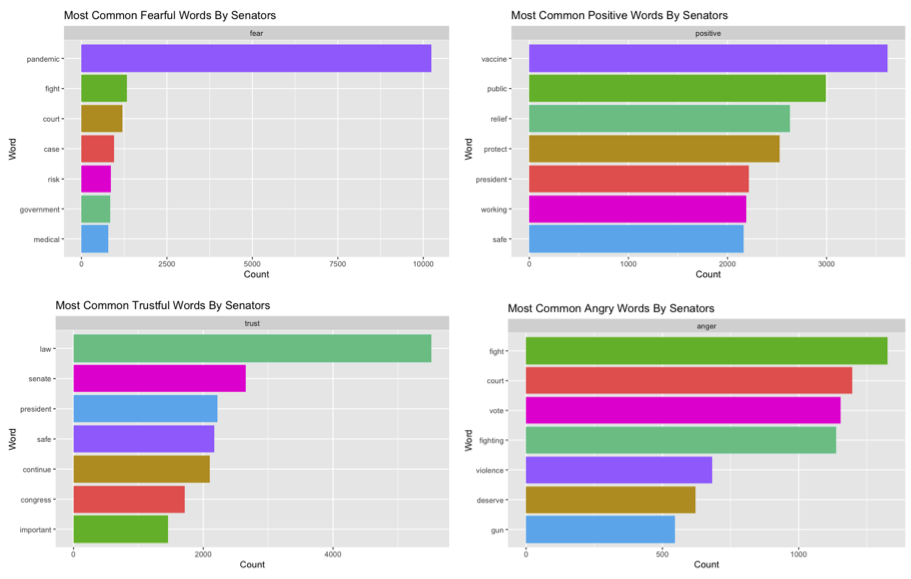 Most Common Fearful Words By Senators
fear
pandemic
fight
court
case
risk
government
medical
Word
0 2500 5000 7500 10000
Count
Most Common Positive Words By Senators
positive
vaccine
public
relief
protect
president
working
safe
Word
0 1000 2000 3000
Count
Most Common Trustful Words By Senators
trust
law
senate
president
safe
continue
congress
important
Word
0 2000 4000
Count
Most Common Angry Words By Senators
anger
fight
court
vote
fighting
violence
deserve
gun
Word
0 500 1000
Count